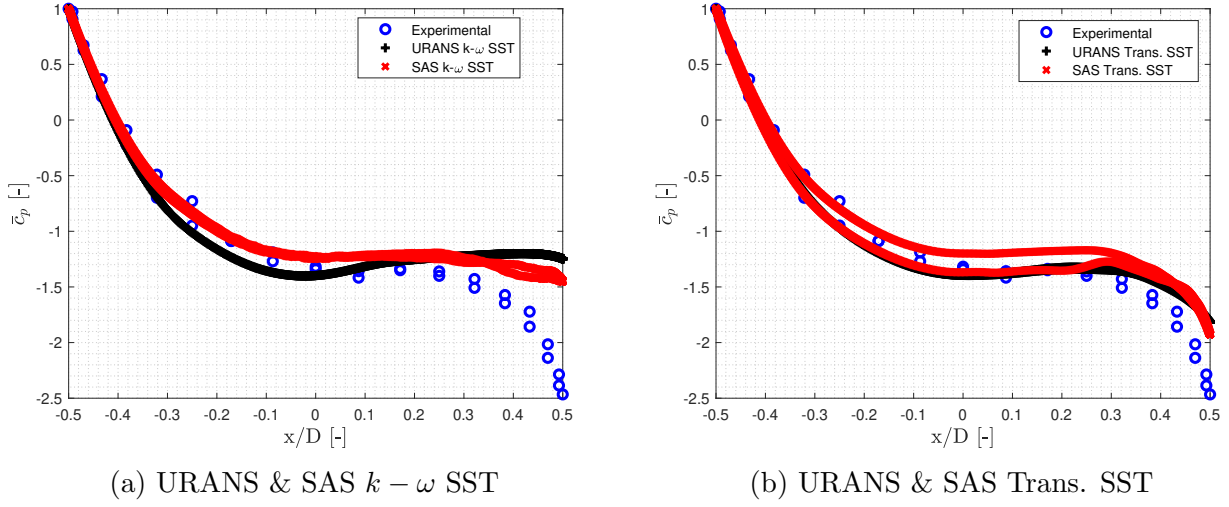 1
0.5
0
-0.5
-1
-1.5
-2
-2.5
c̄p [-]
-0.5 -0.4 -0.3 -0.2 -0.1 0 0.1 0.2 0.3 0.4 0.5
x/D [-]
Experimental
URANS k-ω SST
SAS k-ω SST
(a) URANS & SAS k − ω SST
1
0.5
0
-0.5
-1
-1.5
-2
-2.5
c̄p [-]
-0.5 -0.4 -0.3 -0.2 -0.1 0 0.1 0.2 0.3 0.4 0.5
x/D [-]
Experimental
URANS Trans. SST
SAS Trans. SST
(b) URANS & SAS Trans. SST